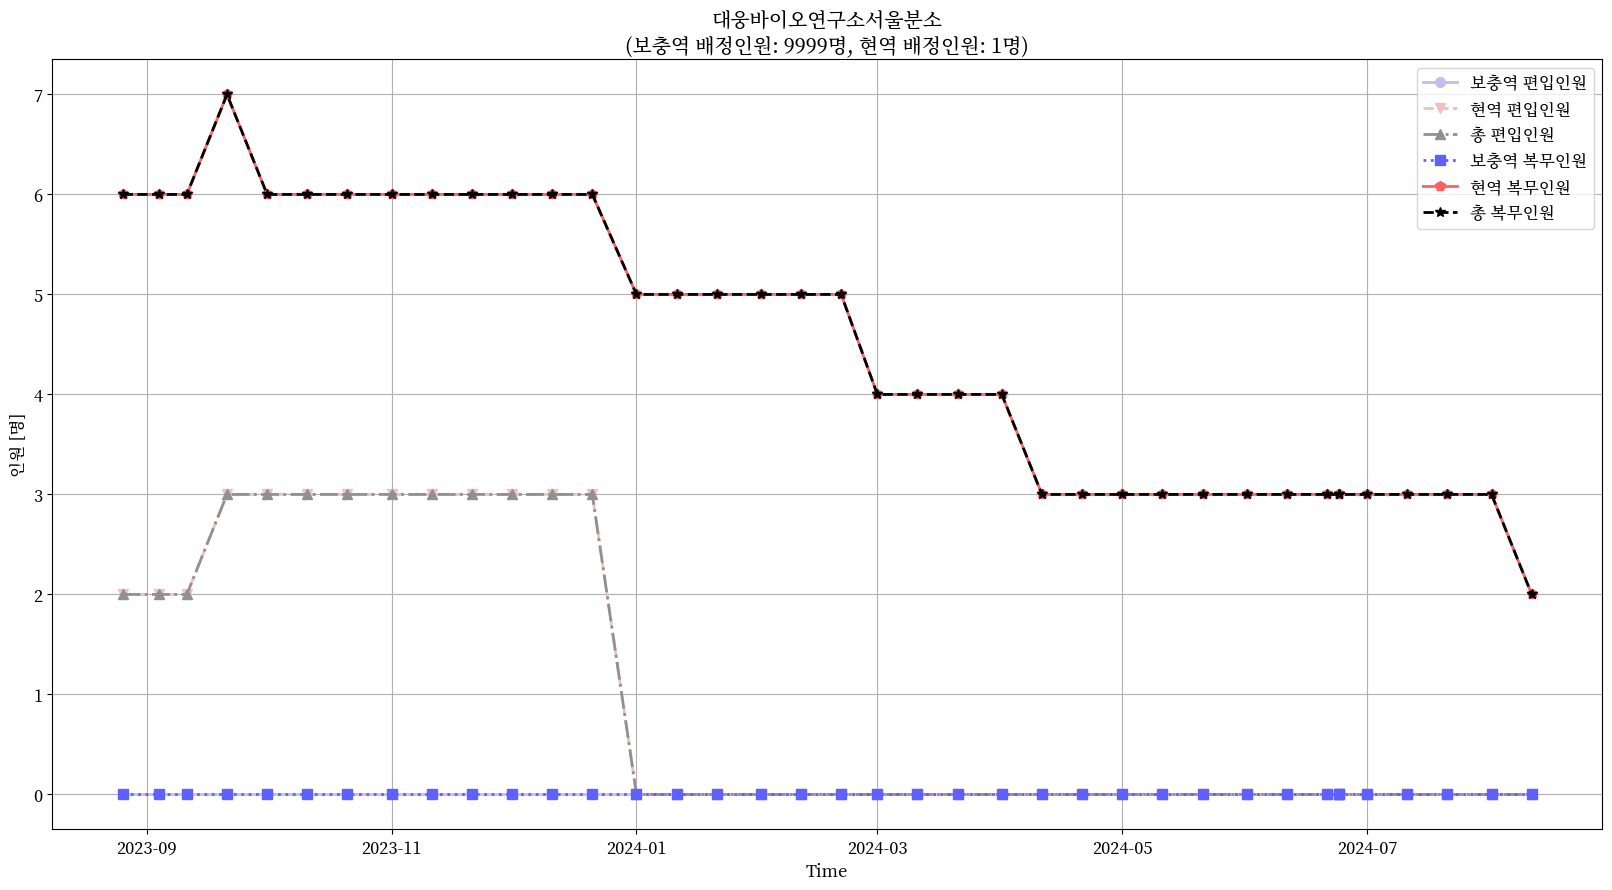 대웅바이오연구소서울분소
(보충역 배정인원: 9999명, 현역 배정인원: 1명)
보충역 편입인원
현역 편입인원
총 편입인원
보충역 복무인원
현역 복무인원
총 복무인원
인원 [명]
7
6
5
4
3
2
1
0
2023-09 2023-11 2024-01 2024-03 2024-05 2024-07
Time